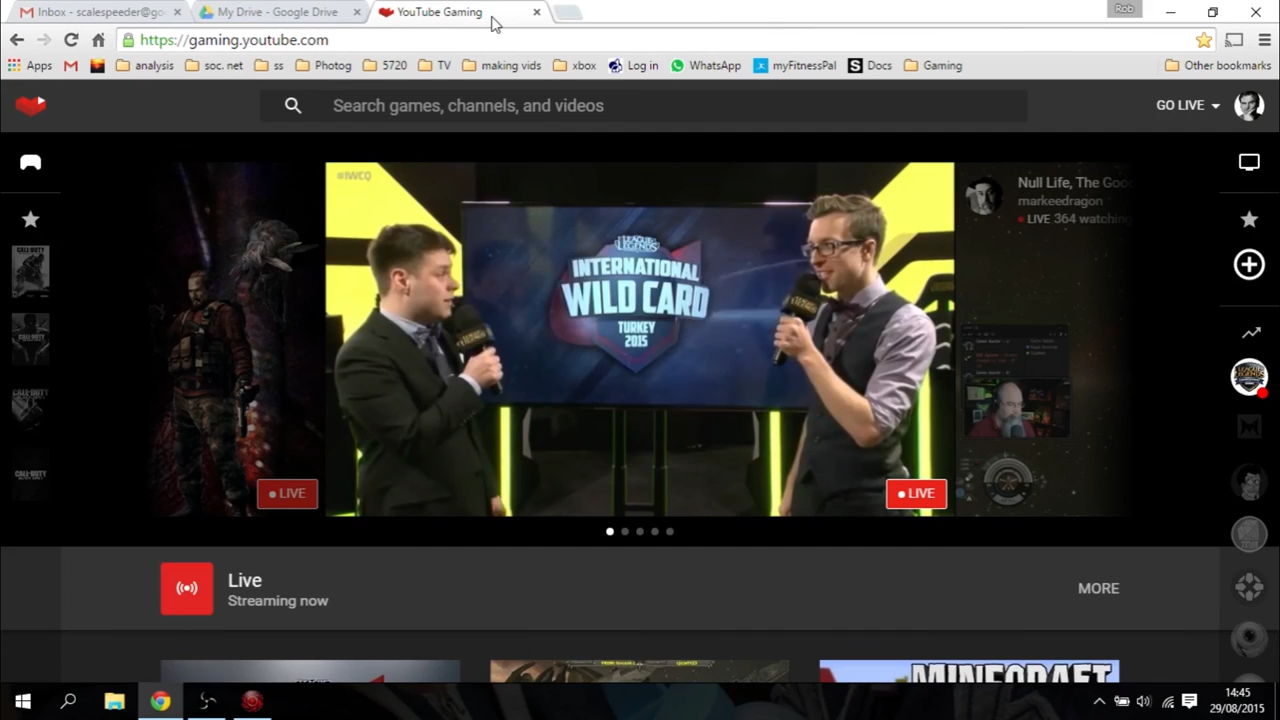 Inbox - scalespeeder@go
My Drive - Google Drive
YouTube Gaming
Rob
https://gaming.youtube.com
Apps
analysis
soc. net
ss
Photog
5720
TV
making vids
xbox
Log in
WhatsApp
myFitnessPal
Docs
Gaming
Other bookmarks
Search games, channels, and videos
GO LIVE
#IWCQ
LEAGUE of LEGENDS
INTERNATIONAL
WILD CARD
TURKEY
2015
Null Life, The Goo
markeedragon
LIVE 364 watching
CALL OF DUTY
LIVE
LIVE
Live
Streaming now
MORE
MINECRAFT
14:45
29/08/2015